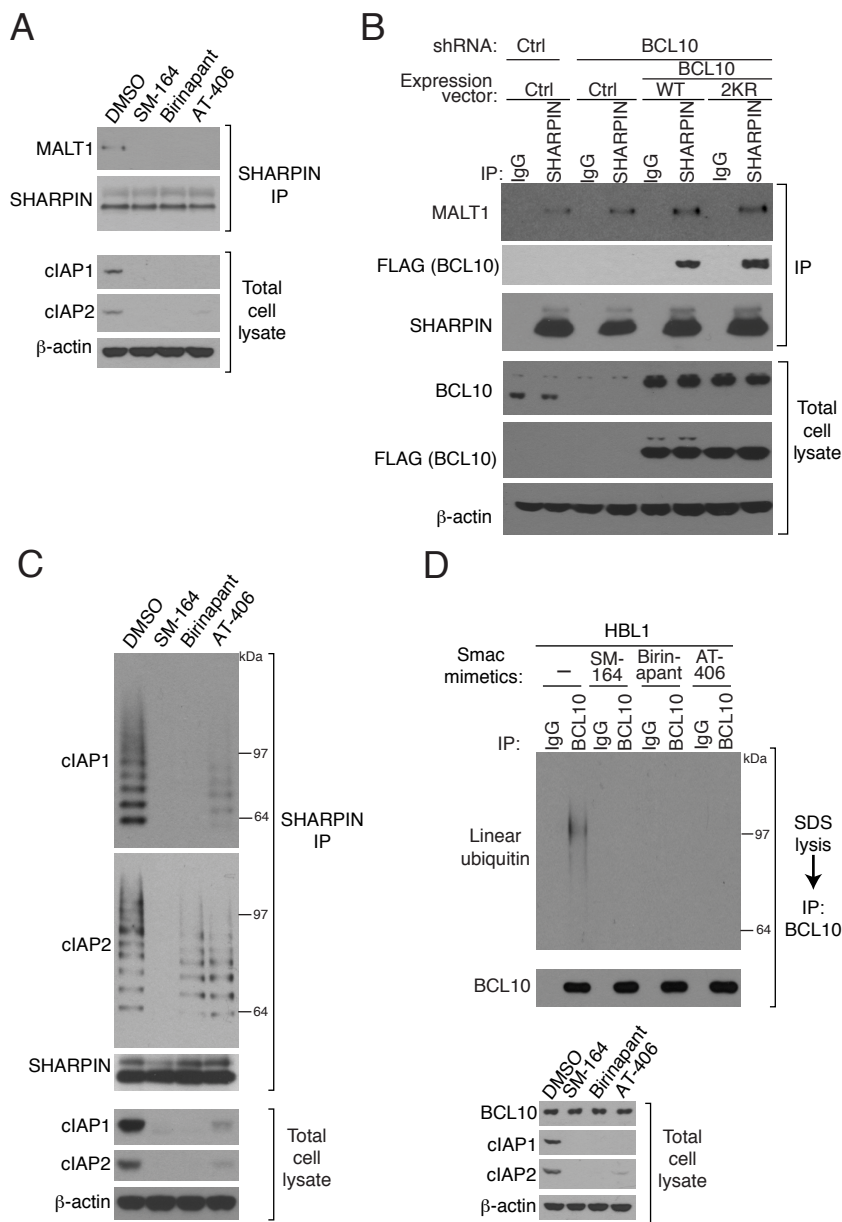 A
DMSO
SM-164
Birinapant
AT-406
MALT1
SHARPIN
SHARPIN
IP
cIAP1
cIAP2
β-actin
Total
cell
lysate
B
shRNA: Ctrl BCL10
BCL10
Expression
vector: Ctrl Ctrl WT 2KR
IP: IgG SHARPIN IgG SHARPIN IgG SHARPIN IgG SHARPIN
MALT1
FLAG (BCL10)
SHARPIN
IP
BCL10
FLAG (BCL10)
β-actin
Total
cell
lysate
C
DMSO
SM-164
Birinapant
AT-406
kDa
cIAP1
97
64
cIAP2
97
64
SHARPIN
SHARPIN
IP
cIAP1
cIAP2
β-actin
Total
cell
lysate
D
HBL1
Smac
mimetics: – SM-164 Birin-apant AT-406
IP: IgG BCL10 IgG BCL10 IgG BCL10 IgG BCL10
kDa
Linear
ubiquitin
97
64
BCL10
SDS
lysis
IP:
BCL10
DMSO
SM-164
Birinapant
AT-406
BCL10
cIAP1
cIAP2
β-actin
Total
cell
lysate